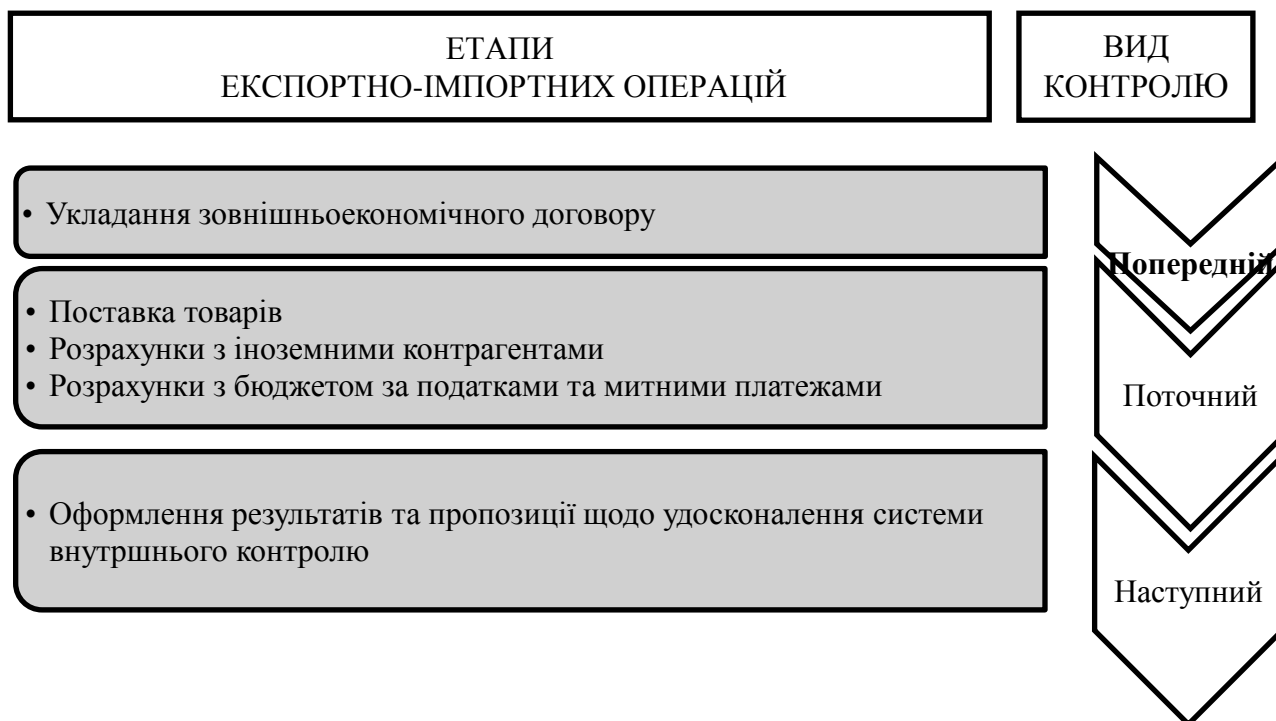 ЕТАПИ
ЕКСПОРТНО-ІМПОРТНИХ ОПЕРАЦІЙ
ВИД
КОНТРОЛЮ
• Укладання зовнішньоекономічного договору
Попередній
• Поставка товарів
• Розрахунки з іноземними контрагентами
• Розрахунки з бюджетом за податками та митними платежами
Поточний
• Оформлення результатів та пропозиції щодо удосконалення системи
внутршнього контролю
Наступний